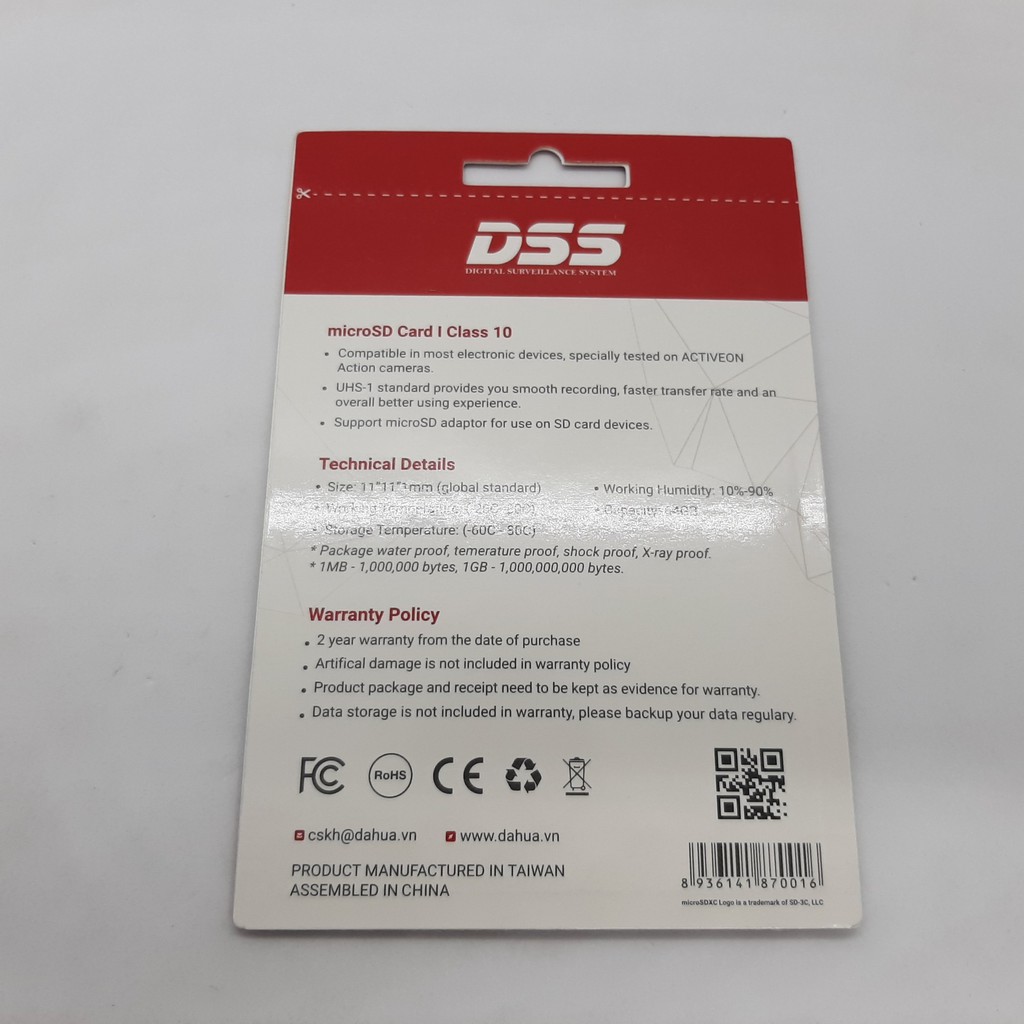 DSS
DIGITAL SURVEILLANCE SYSTEM
microSD Card I Class 10
• Compatible in most electronic devices, specially tested on ACTIVEON
Action cameras.
• UHS-1 standard provides you smooth recording, faster transfer rate and an
overall better using experience.
• Support microSD adaptor for use on SD card devices.
Technical Details
• Size: (global standard)
• Working Humidity: 10%-90%
• Working Temperature:
• Capacity:
• Storage Temperature: (-60C -
* Package water proof, temerature proof, shock proof, X-ray proof.
* 1MB - 1,000,000 bytes, 1GB - 1,000,000,000 bytes.
Warranty Policy
• 2 year warranty from the date of purchase
• Artifical damage is not included in warranty policy
• Product package and receipt need to be kept as evidence for warranty.
• Data storage is not included in warranty, please backup your data regulary.
FC RoHS CE
cskh@dahua.vn www.dahua.vn
PRODUCT MANUFACTURED IN TAIWAN
ASSEMBLED IN CHINA
8 936141 870016
microSDXC Logo is a trademark of SD-3C, LLC